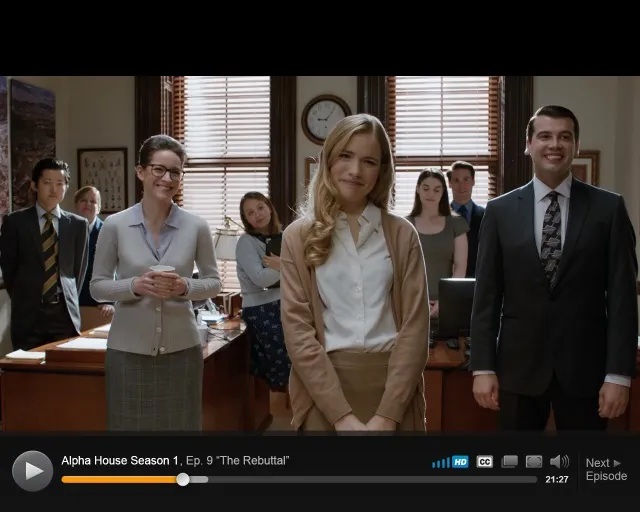 Alpha House Season 1, Ep. 9 “The Rebuttal”
HD
CC
21:27
Next
Episode